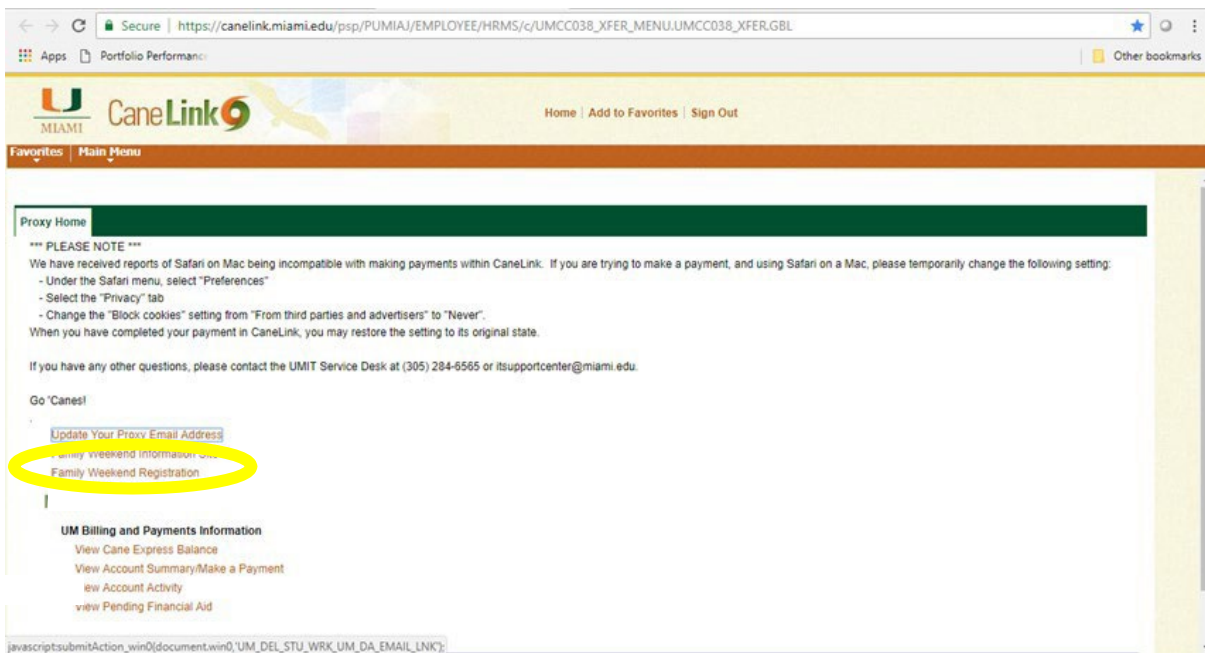 Secure | https://canelink.miami.edu/psp/PUMIAJ/EMPLOYEE/HRMS/c/UMCC038_XFER_MENU.UMCC038_XFER.GBL
Apps Portfolio Performance Other bookmarks
U
MIAMI
CaneLink
Home | Add to Favorites | Sign Out
Favorites | Main Menu
Proxy Home
*** PLEASE NOTE ***
We have received reports of Safari on Mac being incompatible with making payments within CaneLink. If you are trying to make a payment, and using Safari on a Mac, please temporarily change the following setting:
- Under the Safari menu, select "Preferences"
- Select the "Privacy" tab
- Change the "Block cookies" setting from "From third parties and advertisers" to "Never".
When you have completed your payment in CaneLink, you may restore the setting to its original state.
If you have any other questions, please contact the UMIT Service Desk at (305) 284-6565 or itsupportcenter@miami.edu.
Go 'Canes!
Update Your Proxy Email Address
Family Weekend Information Site
Family Weekend Registration
UM Billing and Payments Information
View Cane Express Balance
View Account Summary/Make a Payment
iew Account Activity
view Pending Financial Aid
javascript:submitAction_win0(document.win0,'UM_DEL_STU_WRK_UM_DA_EMAIL_LNK');